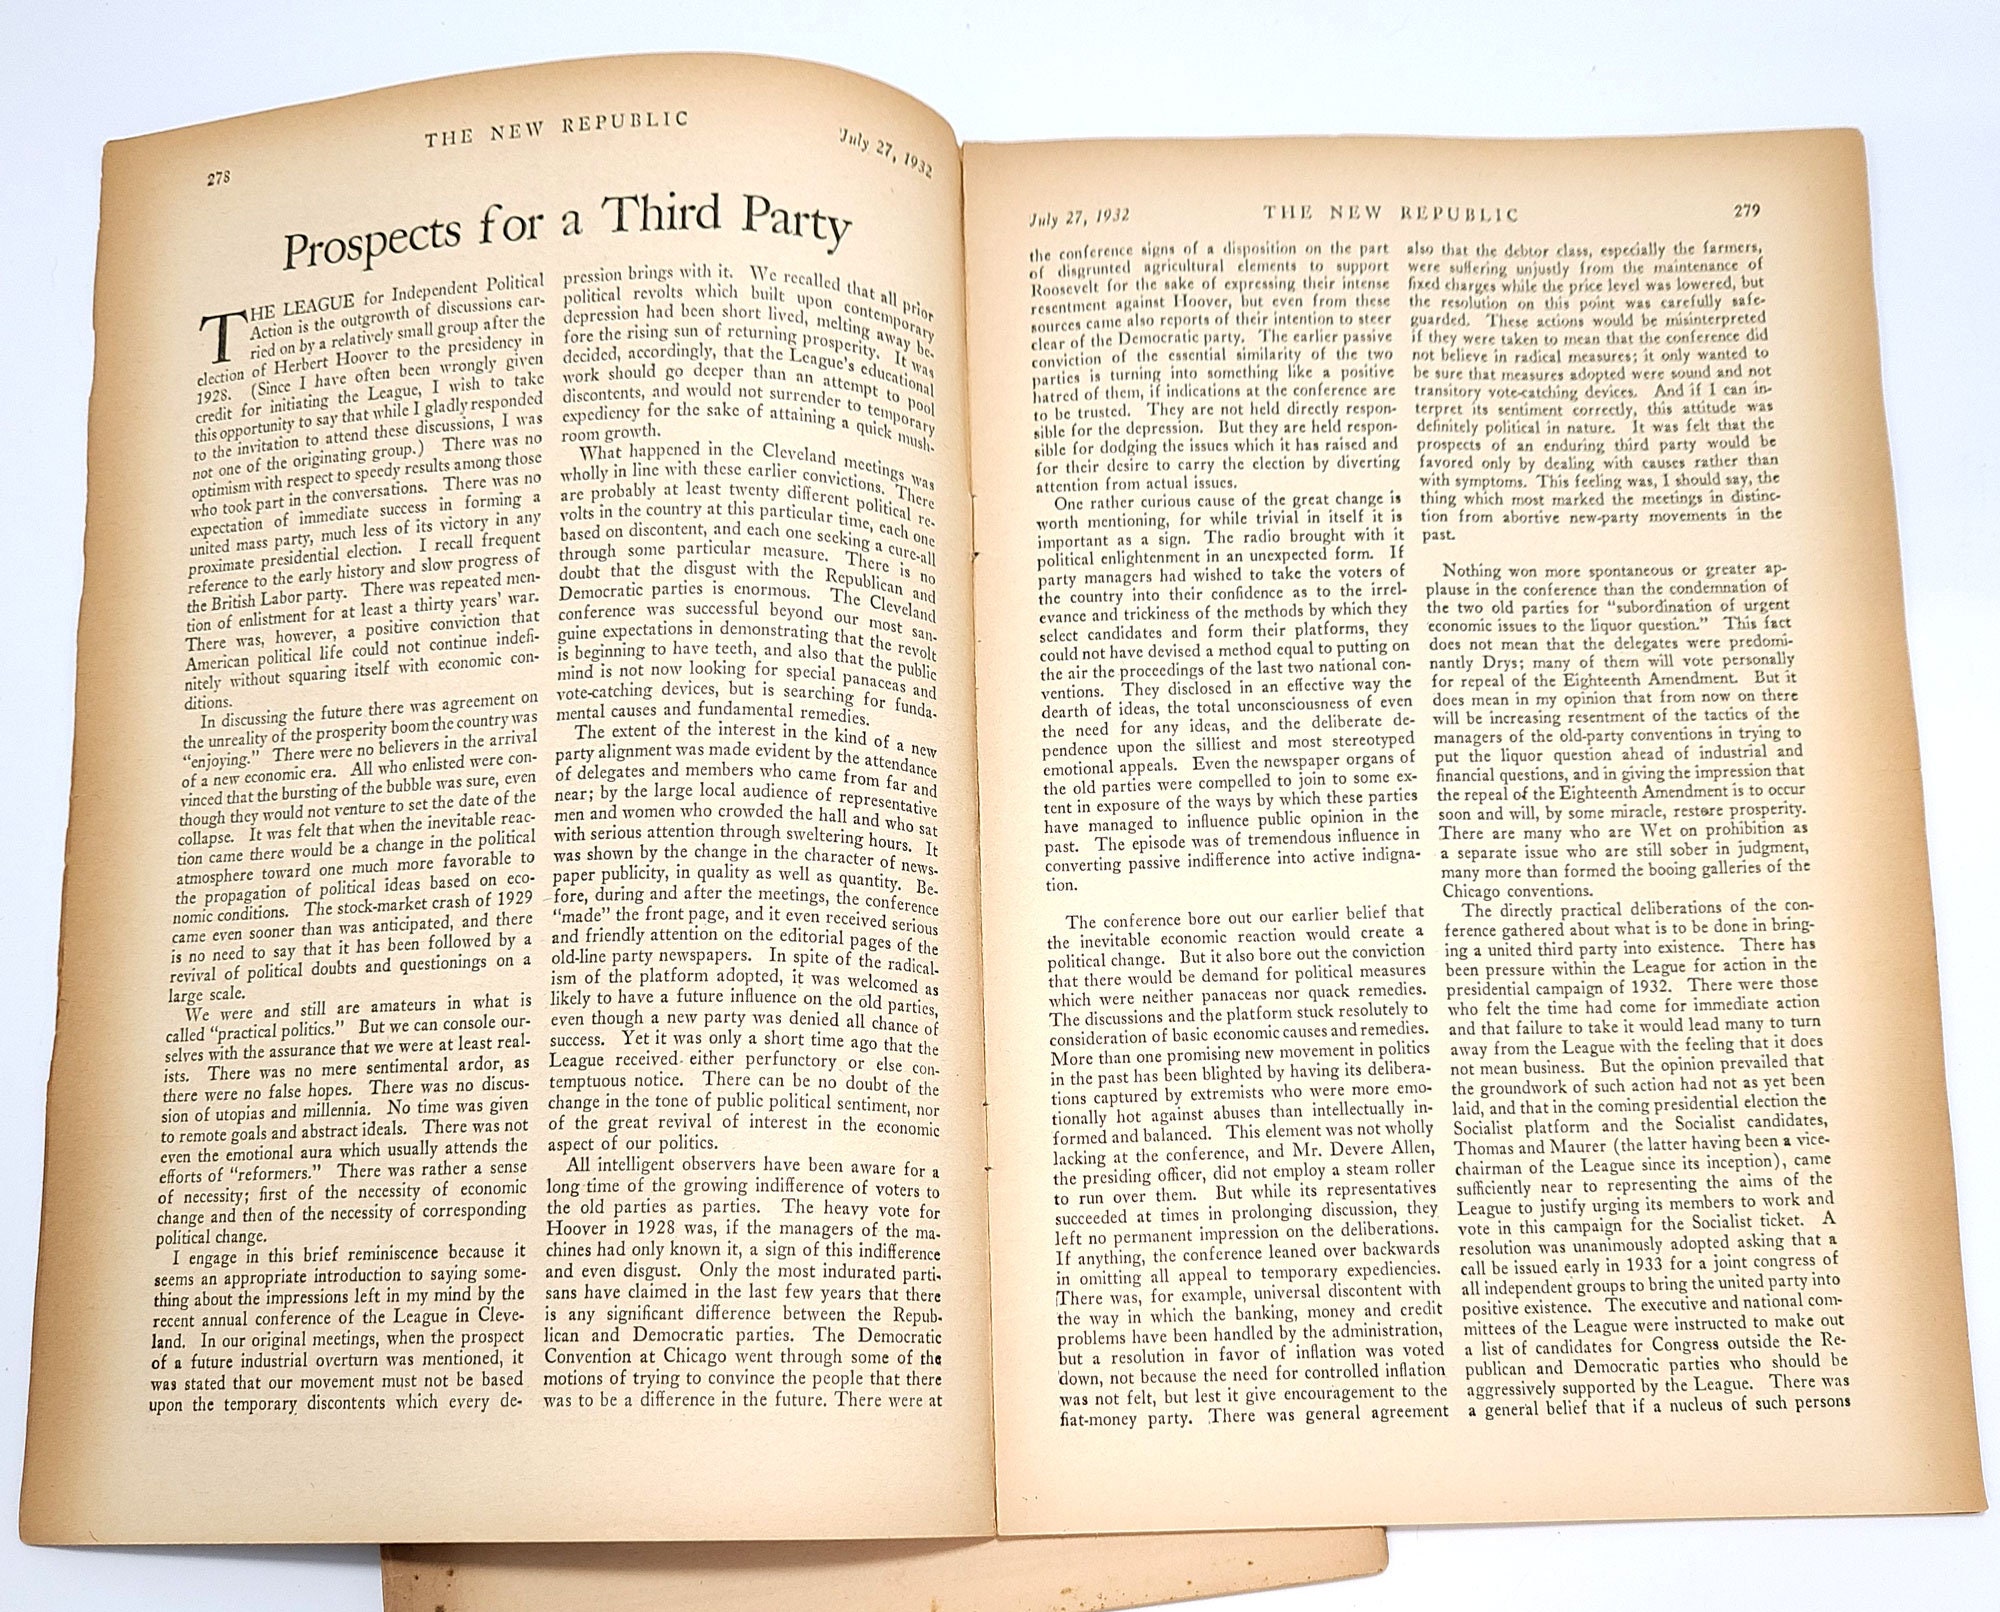 278
THE NEW REPUBLIC
July 27, 1932
Prospects for a Third Party
THE LEAGUE for Independent Political
Action is the outgrowth of discussions car-
ried on by a relatively small group after the
election of Herbert Hoover to the presidency in
1928. (Since I have often been wrongly given
credit for initiating the League, I wish to take
this opportunity to say that while I gladly responded
to the invitation to attend these discussions, I was
not one of the originating group.) There was no
optimism with respect to speedy results among those
who took part in the conversations. There was no
expectation of immediate success in forming a
united mass party, much less of its victory in any
proximate presidential election. I recall frequent
reference to the early history and slow progress of
the British Labor party. There was repeated men-
tion of enlistment for at least a thirty years' war.
There was, however, a positive conviction that
American political life could not continue indefi-
nitely without squaring itself with economic con-
ditions.
In discussing the future there was agreement on
the unreality of the prosperity boom the country was
"enjoying." There were no believers in the arrival
of a new economic era. All who enlisted were con-
vinced that the bursting of the bubble was sure, even
though they would not venture to set the date of the
collapse. It was felt that when the inevitable reac-
tion came there would be a change in the political
atmosphere toward one much more favorable to
the propagation of political ideas based on eco-
nomic conditions. The stock-market crash of 1929
came even sooner than was anticipated, and there
is no need to say that it has been followed by a
revival of political doubts and questionings on a
large scale.
We were and still are amateurs in what is
called "practical politics." But we can console our-
selves with the assurance that we were at least real-
ists. There was no mere sentimental ardor, as
there were no false hopes. There was no discus-
sion of utopias and millennia. No time was given
to remote goals and abstract ideals. There was not
even the emotional aura which usually attends the
efforts of "reformers." There was rather a sense
of necessity; first of the necessity of economic
change and then of the necessity of corresponding
political change.
I engage in this brief reminiscence because it
seems an appropriate introduction to saying some-
thing about the impressions left in my mind by the
recent annual conference of the League in Cleve-
land. In our original meetings, when the prospect
of a future industrial overturn was mentioned, it
was stated that our movement must not be based
upon the temporary discontents which every de-
pression brings with it. We recalled that all prior
political revolts which built upon contemporary
depression had been short lived, melting away be-
fore the rising sun of returning prosperity. It was
decided, accordingly, that the League's educational
work should go deeper than an attempt to pool
discontents, and would not surrender to temporary
expediency for the sake of attaining a quick mush-
room growth.
What happened in the Cleveland meetings was
wholly in line with these earlier convictions. There
are probably at least twenty different political re-
volts in the country at this particular time, each one
based on discontent, and each one seeking a cure-all
through some particular measure. There is no
doubt that the disgust with the Republican and
Democratic parties is enormous. The Cleveland
conference was successful beyond our most san-
guine expectations in demonstrating that the revolt
is beginning to have teeth, and also that the public
mind is not now looking for special panaceas and
vote-catching devices, but is searching for funda-
mental causes and fundamental remedies.
The extent of the interest in the kind of a new
party alignment was made evident by the attendance
of delegates and members who came from far and
near; by the large local audience of representative
men and women who crowded the hall and who sat
with serious attention through sweltering hours. It
was shown by the change in the character of news-
paper publicity, in quality as well as quantity. Be-
fore, during and after the meetings, the conference
"made" the front page, and it even received serious
and friendly attention on the editorial pages of the
old-line party newspapers. In spite of the radical-
ism of the platform adopted, it was welcomed as
likely to have a future influence on the old parties,
even though a new party was denied all chance of
success. Yet it was only a short time ago that the
League received either perfunctory or else con-
temptuous notice. There can be no doubt of the
change in the tone of public political sentiment, nor
of the great revival of interest in the economic
aspect of our politics.
All intelligent observers have been aware for a
long time of the growing indifference of voters to
the old parties as parties. The heavy vote for
Hoover in 1928 was, if the managers of the ma-
chines had only known it, a sign of this indifference
and even disgust. Only the most indurated parti-
sans have claimed in the last few years that there
is any significant difference between the Repub-
lican and Democratic parties. The Democratic
Convention at Chicago went through some of the
motions of trying to convince the people that there
was to be a difference in the future. There were at
July 27, 1932
THE NEW REPUBLIC
279
the conference signs of a disposition on the part
of disgrunted agricultural elements to support
Roosevelt for the sake of expressing their intense
resentment against Hoover, but even from these
sources came also reports of their intention to steer
clear of the Democratic party. The earlier passive
conviction of the essential similarity of the two
parties is turning into something like a positive
hatred of them, if indications at the conference are
to be trusted. They are not held directly respon-
sible for the depression. But they are held respon-
sible for dodging the issues which it has raised and
for their desire to carry the election by diverting
attention from actual issues.
One rather curious cause of the great change is
worth mentioning, for while trivial in itself it is
important as a sign. The radio brought with it
political enlightenment in an unexpected form. If
party managers had wished to take the voters of
the country into their confidence as to the irrel-
evance and trickiness of the methods by which they
select candidates and form their platforms, they
could not have devised a method equal to putting on
the air the proceedings of the last two national con-
ventions. They disclosed in an effective way the
dearth of ideas, the total unconsciousness of even
the need for any ideas, and the deliberate de-
pendence upon the silliest and most stereotyped
emotional appeals. Even the newspaper organs of
the old parties were compelled to join to some ex-
tent in exposure of the ways by which these parties
have managed to influence public opinion in the
past. The episode was of tremendous influence in
converting passive indifference into active indigna-
tion.
The conference bore out our earlier belief that
the inevitable economic reaction would create a
political change. But it also bore out the conviction
that there would be demand for political measures
which were neither panaceas nor quack remedies.
The discussions and the platform stuck resolutely to
consideration of basic economic causes and remedies.
More than one promising new movement in politics
in the past has been blighted by having its delibera-
tions captured by extremists who were more emo-
tionally hot against abuses than intellectually in-
formed and balanced. This element was not wholly
lacking at the conference, and Mr. Devere Allen,
the presiding officer, did not employ a steam roller
to run over them. But while its representatives
succeeded at times in prolonging discussion, they
left no permanent impression on the deliberations.
If anything, the conference leaned over backwards
in omitting all appeal to temporary expediencies.
There was, for example, universal discontent with
the way in which the banking, money and credit
problems have been handled by the administration,
but a resolution in favor of inflation was voted
down, not because the need for controlled inflation
was not felt, but lest it give encouragement to the
fiat-money party. There was general agreement
also that the debtor class, especially the farmers,
were suffering unjustly from the maintenance of
fixed charges while the price level was lowered, but
the resolution on this point was carefully safe-
guarded. These actions would be misinterpreted
if they were taken to mean that the conference did
not believe in radical measures; it only wanted to
be sure that measures adopted were sound and not
transitory vote-catching devices. And if I can in-
terpret its sentiment correctly, this attitude was
definitely political in nature. It was felt that the
prospects of an enduring third party would be
favored only by dealing with causes rather than
with symptoms. This feeling was, I should say, the
thing which most marked the meetings in distinc-
tion from abortive new-party movements in the
past.
Nothing won more spontaneous or greater ap-
plause in the conference than the condemnation of
the two old parties for "subordination of urgent
economic issues to the liquor question." This fact
does not mean that the delegates were predomi-
nantly Drys; many of them will vote personally
for repeal of the Eighteenth Amendment. But it
does mean in my opinion that from now on there
will be increasing resentment of the tactics of the
managers of the old-party conventions in trying to
put the liquor question ahead of industrial and
financial questions, and in giving the impression that
the repeal of the Eighteenth Amendment is to occur
soon and will, by some miracle, restore prosperity.
There are many who are Wet on prohibition as
a separate issue who are still sober in judgment,
many more than formed the booing galleries of the
Chicago conventions.
The directly practical deliberations of the con-
ference gathered about what is to be done in bring-
ing a united third party into existence. There has
been pressure within the League for action in the
presidential campaign of 1932. There were those
who felt the time had come for immediate action
and that failure to take it would lead many to turn
away from the League with the feeling that it does
not mean business. But the opinion prevailed that
the groundwork of such action had not as yet been
laid, and that in the coming presidential election the
Socialist platform and the Socialist candidates,
Thomas and Maurer (the latter having been a vice-
chairman of the League since its inception), came
sufficiently near to representing the aims of the
League to justify urging its members to work and
vote in this campaign for the Socialist ticket. A
resolution was unanimously adopted asking that a
call be issued early in 1933 for a joint congress of
all independent groups to bring the united party into
positive existence. The executive and national com-
mittees of the League were instructed to make out
a list of candidates for Congress outside the Re-
publican and Democratic parties who should be
aggressively supported by the League. There was
a general belief that if a nucleus of such persons